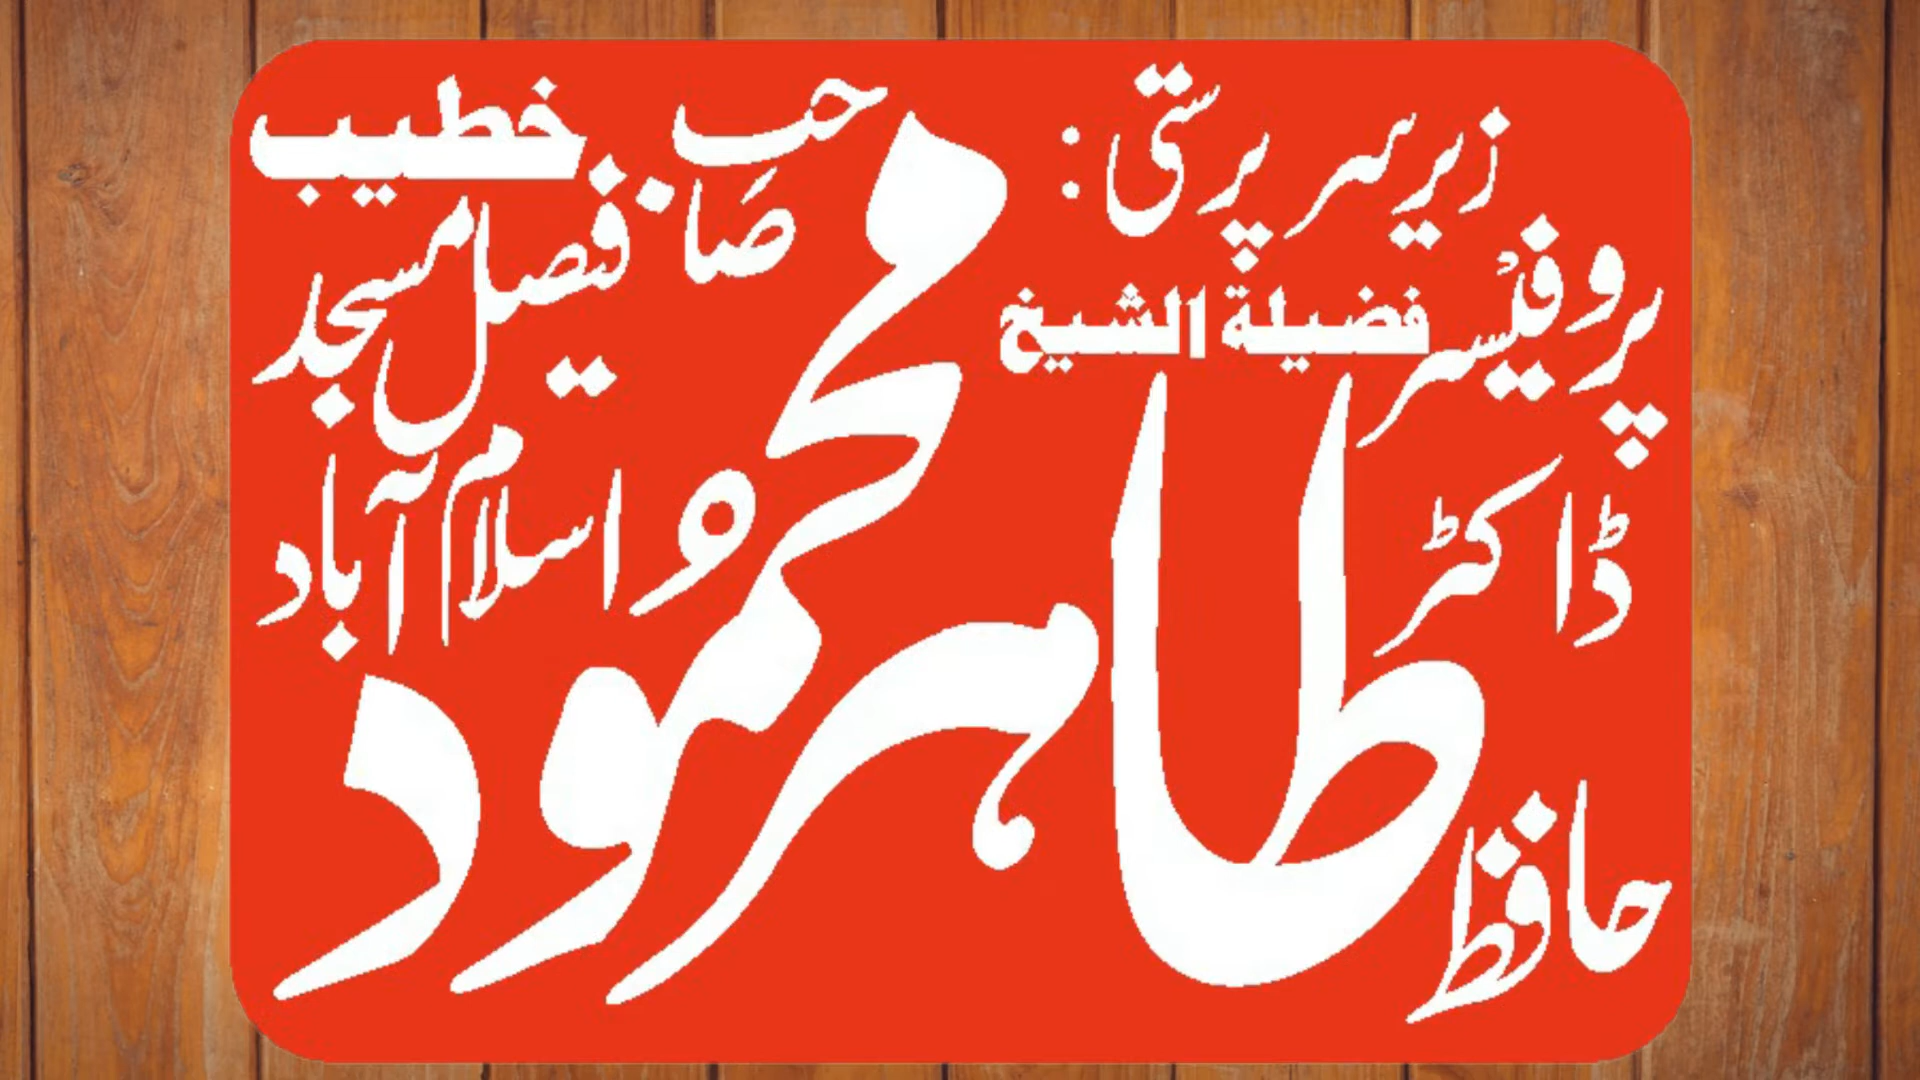 زیر سرپرستی:
فضیلۃ الشیخ
پروفیسر
ڈاکٹر
حافظ
طاہر محمود
صاحب
خطیب
فیصل مسجد
اسلام آباد